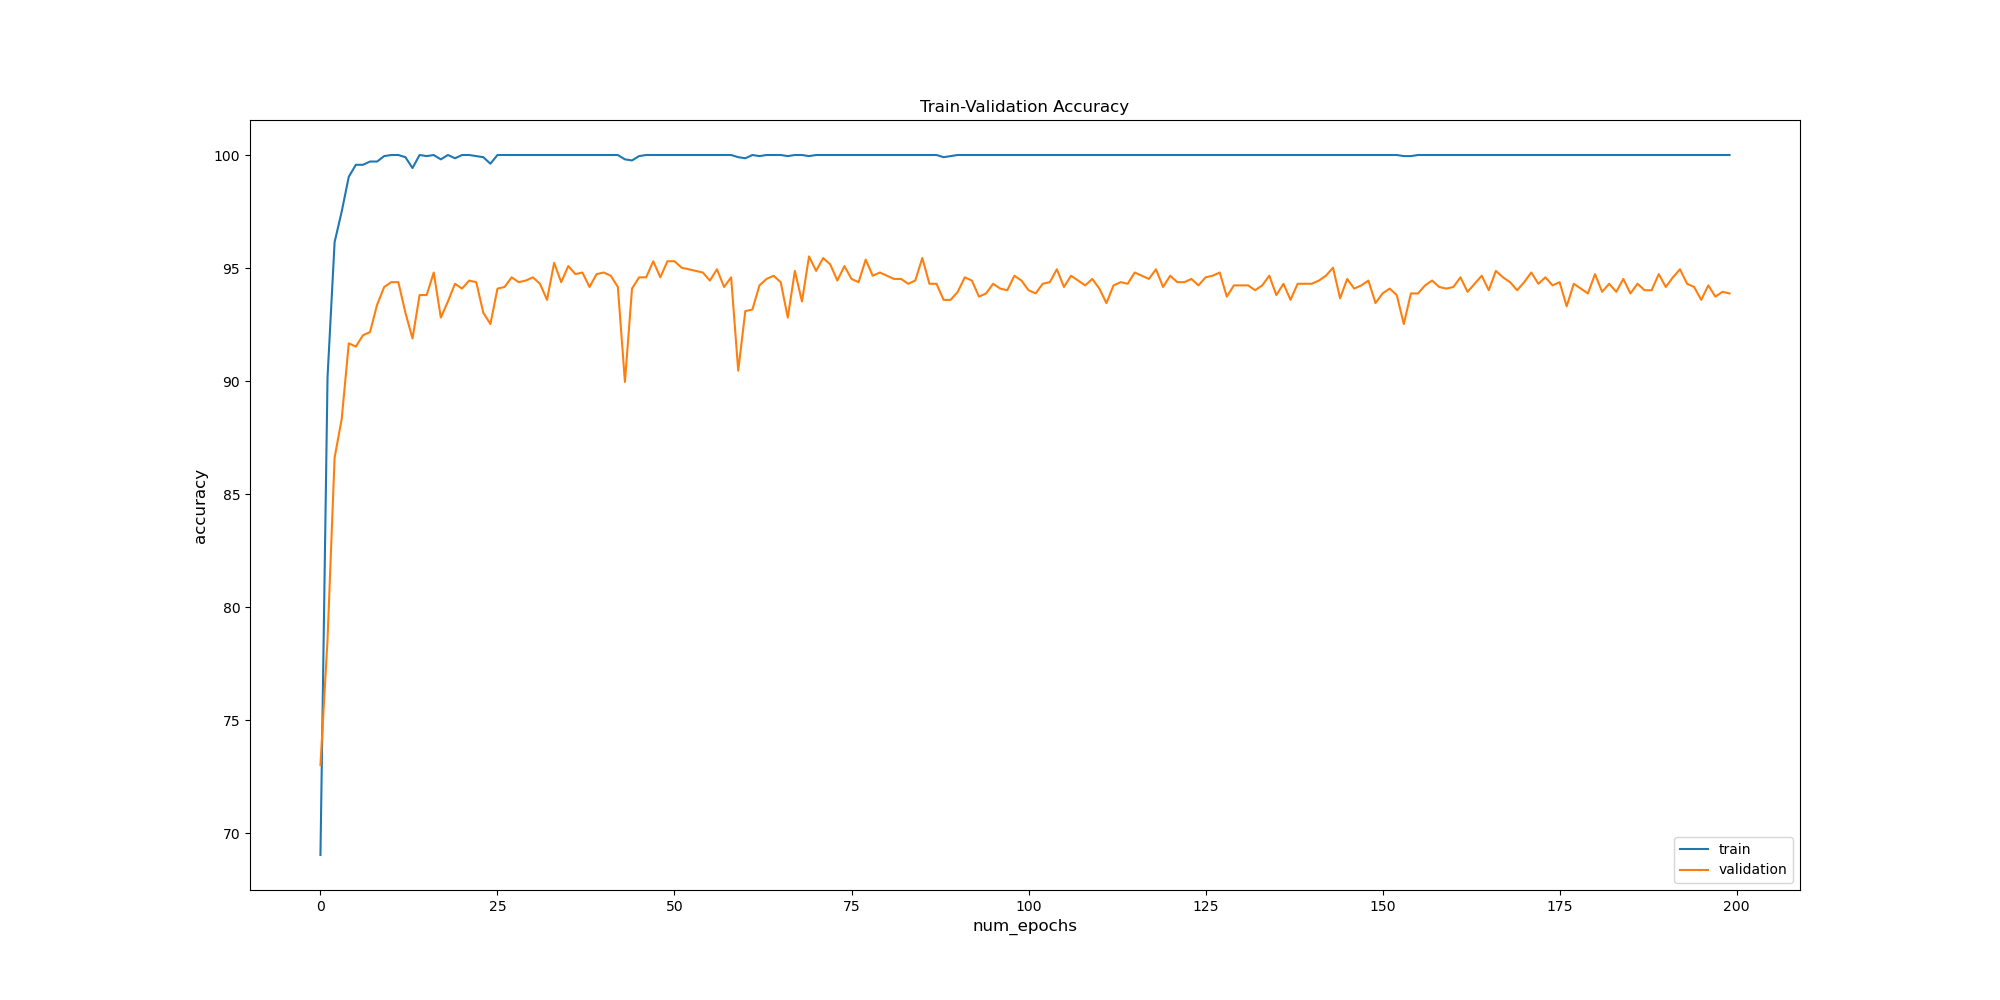 Train-Validation Accuracy
100
95
90
85
80
75
70
accuracy
train
validation
0 25 50 75 100 125 150 175 200
num_epochs